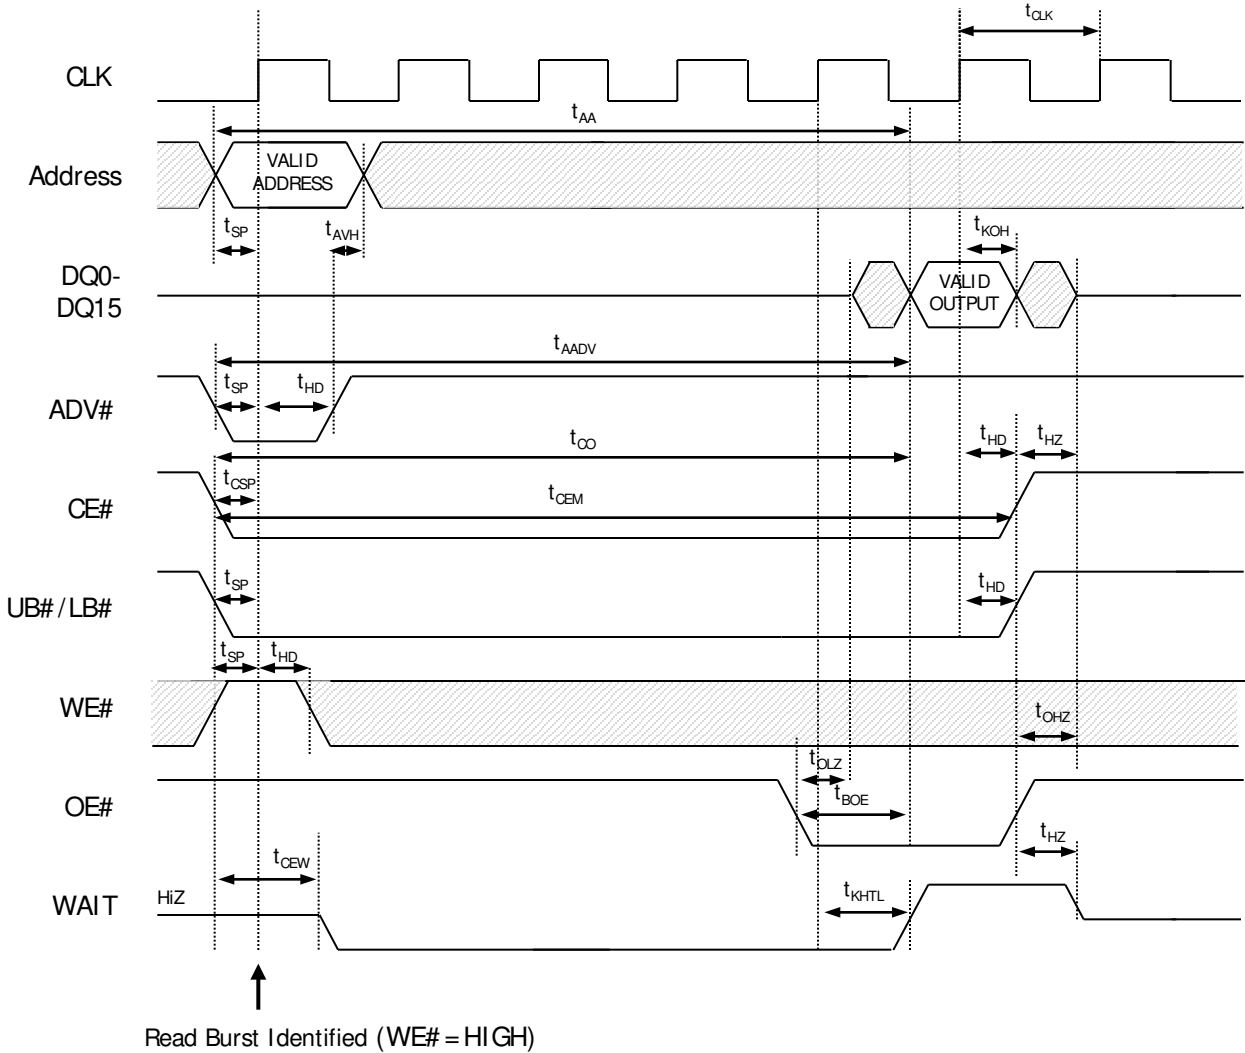 tCLK
CLK
tAA
Address
VALID
ADDRESS
tSP
tAVH
tKOH
DQ0-
DQ15
VALID
OUTPUT
tAADV
ADV#
tSP
tHD
tCO
tHD
tHZ
CE#
tCSP
tCEM
UB# / LB#
tSP
tHD
tSP
tHD
WE#
tOHZ
tOLZ
OE#
tBOE
tHZ
tCEW
WAIT
HiZ
tKHTL
Read Burst Identified (WE# = HIGH)